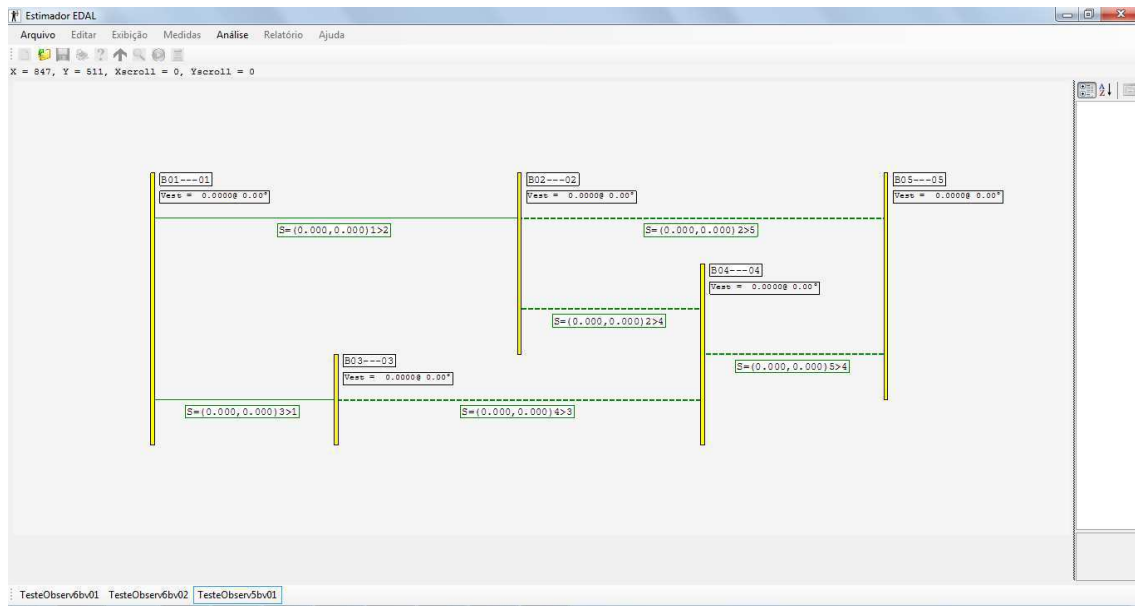 Estimador EDAL
Arquivo Editar Exibição Medidas Análise Relatório Ajuda
X = 847, Y = 511, Xscroll = 0, Yscroll = 0
B01---01
Vest = 0.0000@ 0.00°
B02---02
Vest = 0.0000@ 0.00°
B05---05
Vest = 0.0000@ 0.00°
S=(0.000,0.000)1>2
S=(0.000,0.000)2>5
B04---04
Vest = 0.0000@ 0.00°
S=(0.000,0.000)2>4
B03---03
Vest = 0.0000@ 0.00°
S=(0.000,0.000)5>4
S=(0.000,0.000)3>1
S=(0.000,0.000)4>3
TesteObserv6bv01 TesteObserv6bv02 TesteObserv5bv01